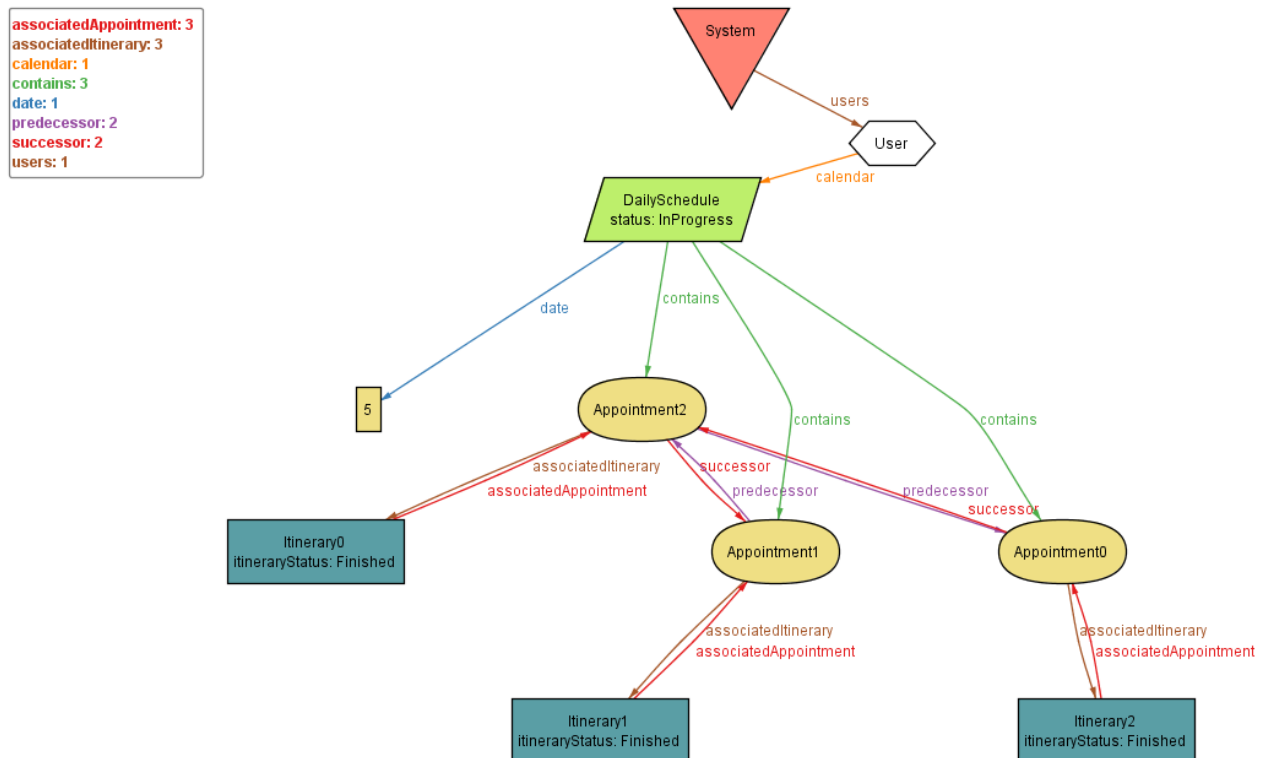 associatedAppointment: 3
associatedItinerary: 3
calendar: 1
contains: 3
date: 1
predecessor: 2
successor: 2
users: 1
System
users
User
calendar
DailySchedule
status: InProgress
contains
date
5
Appointment2
contains
contains
associatedItinerary
successor
associatedAppointment
predecessor
predecessor
successor
Itinerary0
itineraryStatus: Finished
Appointment1
Appointment0
associatedItinerary
associatedItinerary
associatedAppointment
associatedAppointment
Itinerary1
itineraryStatus: Finished
Itinerary2
itineraryStatus: Finished